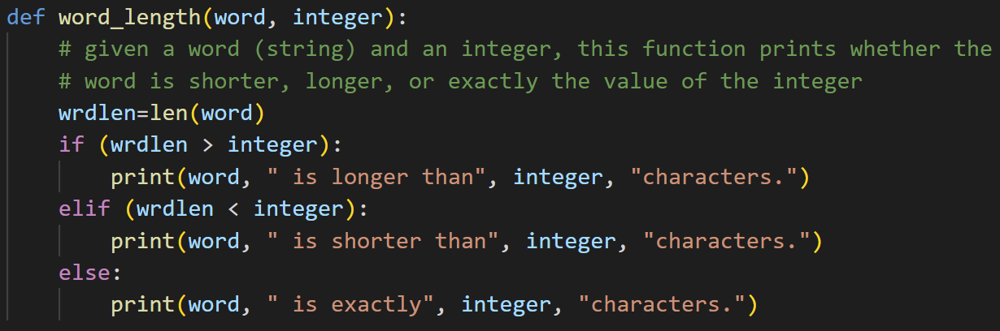 def word_length(word, integer):
    # given a word (string) and an integer, this function prints whether the
    # word is shorter, longer, or exactly the value of the integer
    wrdlen=len(word)
    if (wrdlen > integer):
        print(word, " is longer than", integer, "characters.")
    elif (wrdlen < integer):
        print(word, " is shorter than", integer, "characters.")
    else:
        print(word, " is exactly", integer, "characters.")